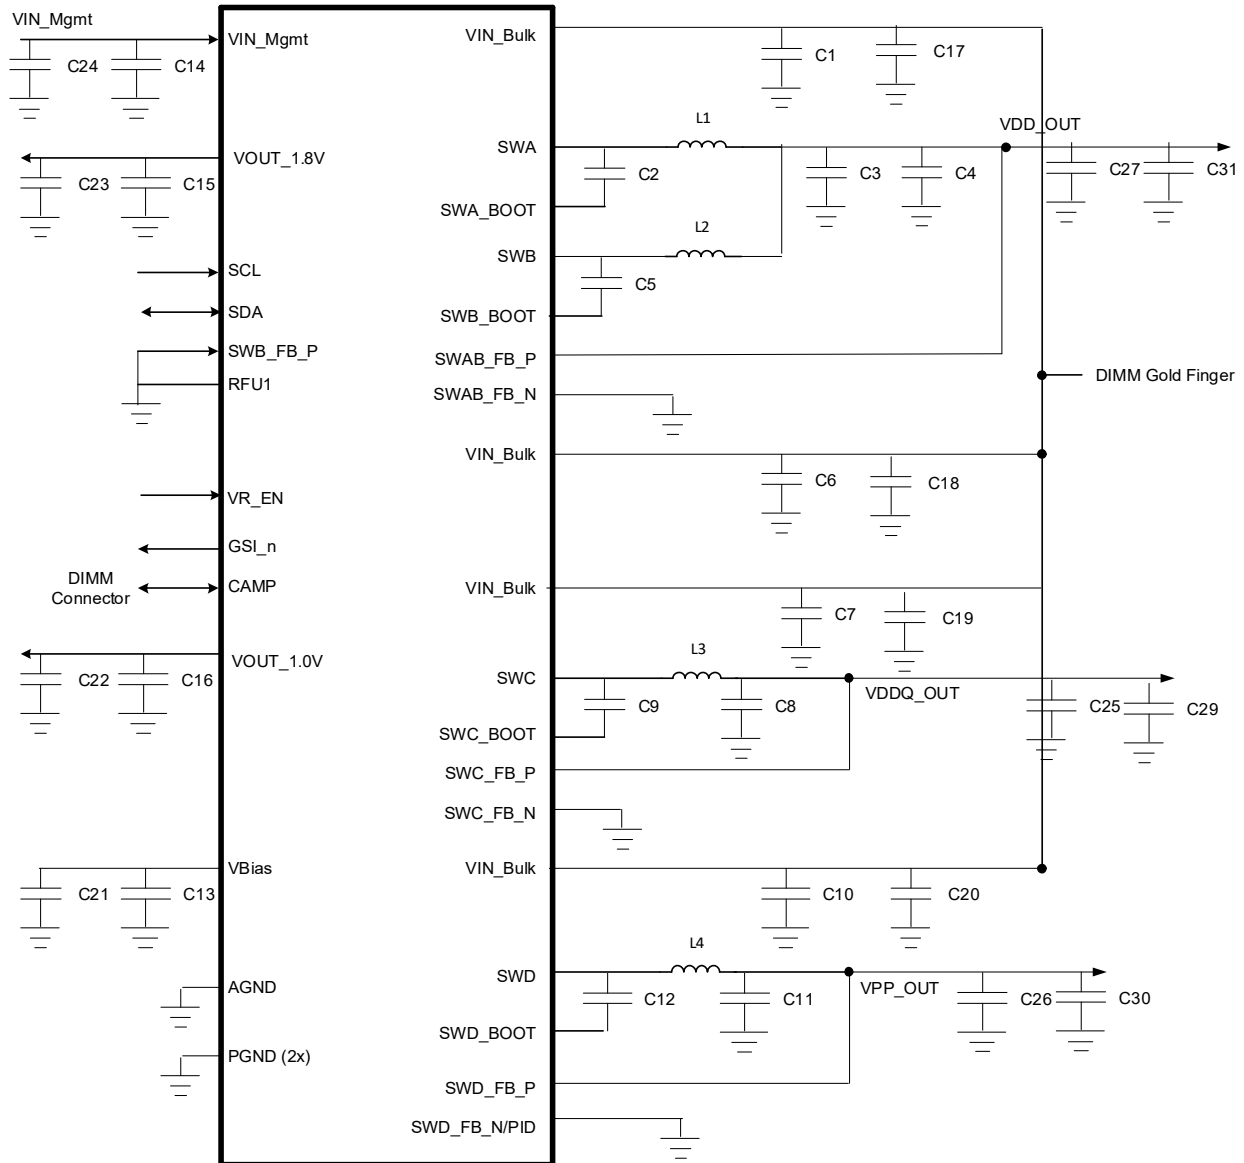 VIN_Mgmt
VIN_Mgmt
VIN_Bulk
C24
C14
C1
C17
L1
VDD_OUT
VOUT_1.8V
SWA
C23
C15
C2
C3
C4
C27
C31
SWA_BOOT
L2
SWB
SCL
C5
SDA
SWB_BOOT
SWB_FB_P
SWAB_FB_P
RFU1
SWAB_FB_N
DIMM Gold Finger
VIN_Bulk
C6
C18
VR_EN
GSI_n
DIMM
Connector
CAMP
VIN_Bulk
C7
C19
L3
VOUT_1.0V
C22
C16
SWC
VDDQ_OUT
C9
C8
C25
C29
SWC_BOOT
SWC_FB_P
SWC_FB_N
VBias
VIN_Bulk
C21
C13
C10
C20
L4
SWD
VPP_OUT
AGND
C12
C11
C26
C30
SWD_BOOT
PGND (2x)
SWD_FB_P
SWD_FB_N/PID